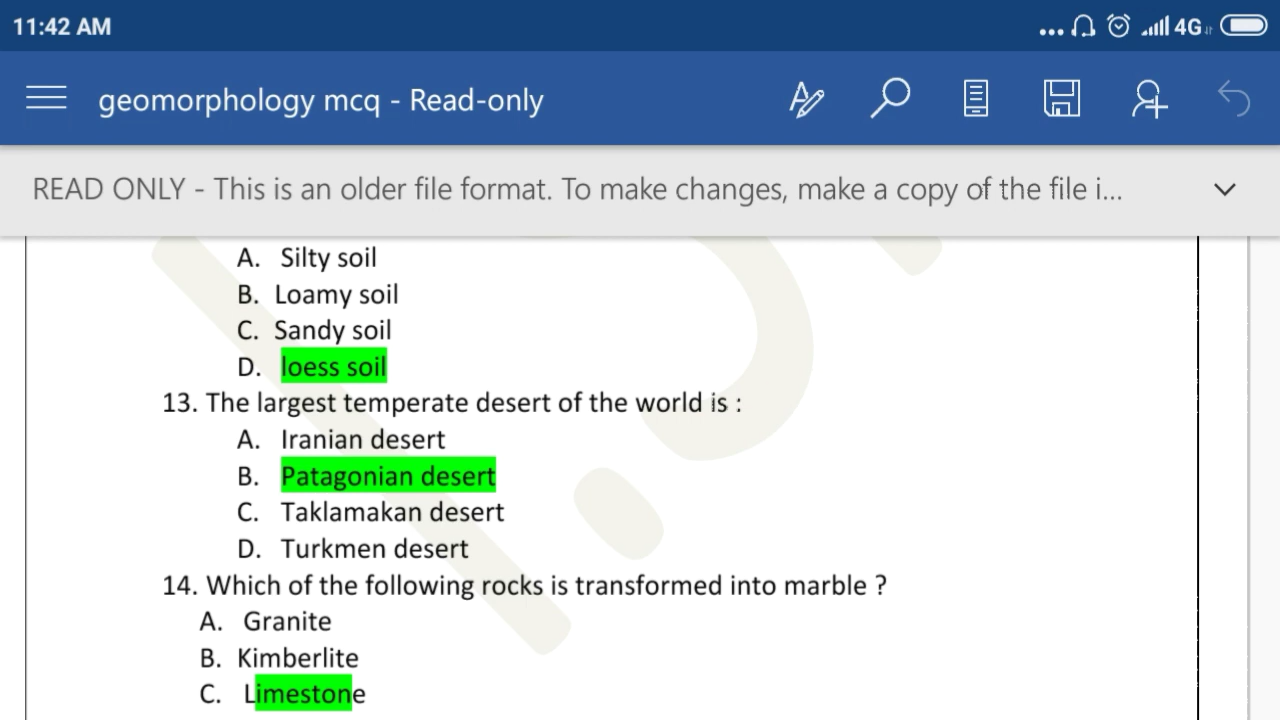 11:42 AM
4G
geomorphology mcq - Read-only
READ ONLY - This is an older file format. To make changes, make a copy of the file i...
A. Silty soil
B. Loamy soil
C. Sandy soil
D. loess soil
13. The largest temperate desert of the world is :
A. Iranian desert
B. Patagonian desert
C. Taklamakan desert
D. Turkmen desert
14. Which of the following rocks is transformed into marble ?
A. Granite
B. Kimberlite
C. Limestone